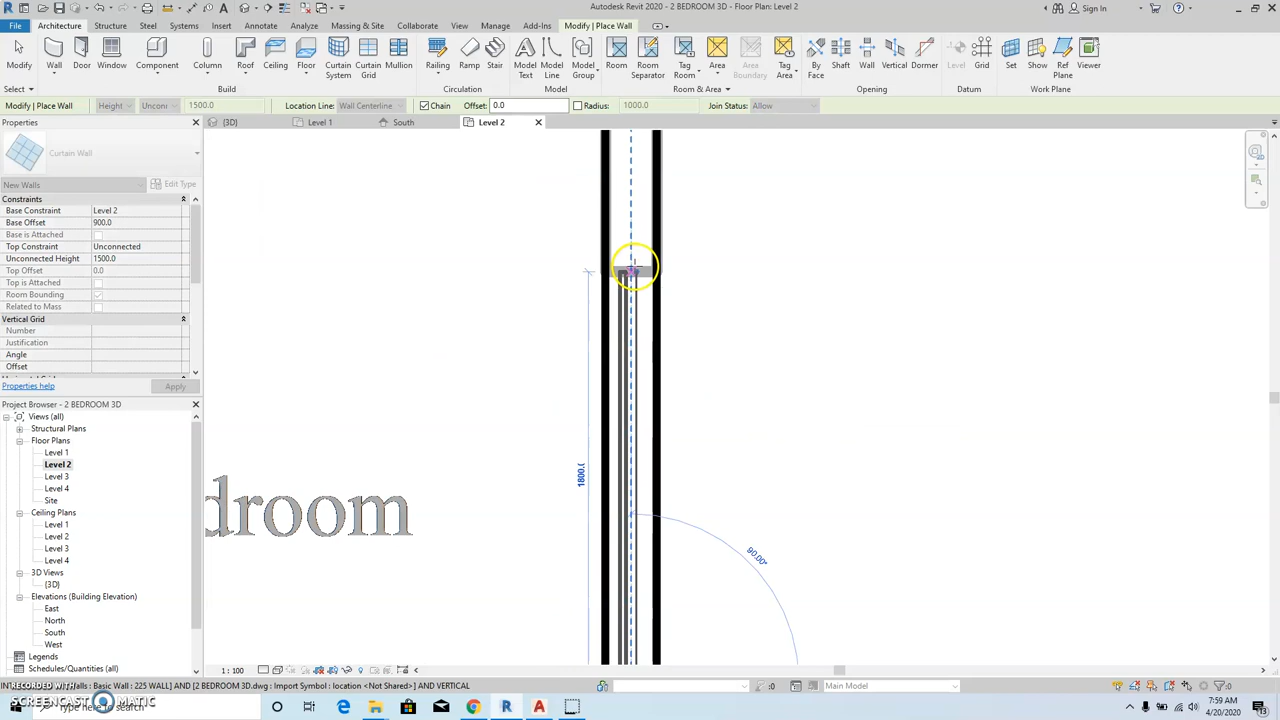 Autodesk Revit 2020 - 2 BEDROOM 3D - Floor Plan: Level 2
Sign In
File Architecture Structure Steel Systems Insert Annotate Analyze Massing & Site Collaborate View Manage Add-Ins Modify | Place Wall
Modify Wall Door Window Component Column Roof Ceiling Floor Curtain System Curtain Grid Mullion Railing Ramp Stair Model Text Model Line Model Group Room Room Separator Tag Room Area Area Boundary Tag Area By Face Shaft Wall Vertical Dormer Level Grid Set Show Ref Plane Viewer
Select Build Circulation Model Room & Area Opening Datum Work Plane
Modify | Place Wall Height Unconr 1500.0 Location Line: Wall Centerline Chain Offset: 0.0 Radius: 1000.0 Join Status: Allow
Properties
{3D} Level 1 South Level 2
Curtain Wall
New Walls Edit Type
Constraints
Base Constraint Level 2
Base Offset 900.0
Base is Attached
Top Constraint Unconnected
Unconnected Height 1500.0
Top Offset 0.0
Top is Attached
Room Bounding
Related to Mass
Vertical Grid
Number
Justification
Angle
Offset
Properties help Apply
Project Browser - 2 BEDROOM 3D
Views (all)
Structural Plans
Floor Plans
Level 1
Level 2
Level 3
Level 4
Site
Ceiling Plans
Level 1
Level 2
Level 3
Level 4
3D Views
{3D}
Elevations (Building Elevation)
East
North
South
West
Legends
Schedules/Quantities (all)
1800.(
90.00°
droom
1 : 100
:0 Main Model :0
Walls : Basic Wall : 225 WALL} AND {2 BEDROOM 3D.dwg : Import Symbol : location <Not Shared>} AND VERTICAL
RECORDED WITH
SCREENCAST MATIC
7:59 AM
4/20/2020